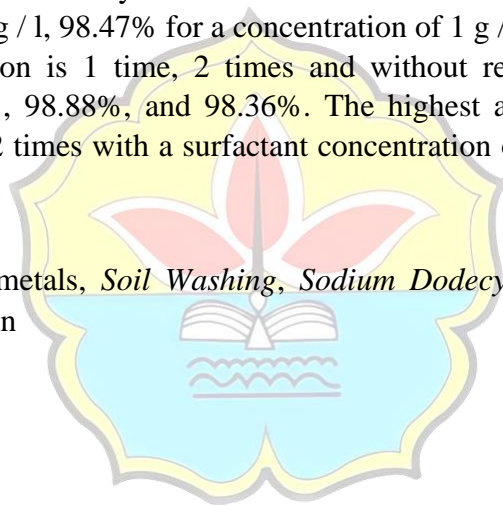 g / l, 98.47% for a concentration of 1 g /
on is 1 time, 2 times and without re
, 98.88%, and 98.36%. The highest a
2 times with a surfactant concentration
metals, Soil Washing, Sodium Dodecy
n